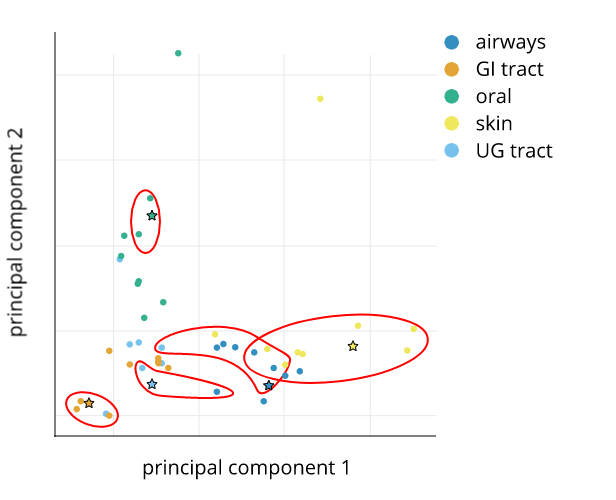 airways
GI tract
oral
skin
UG tract
principal component 2
principal component 1